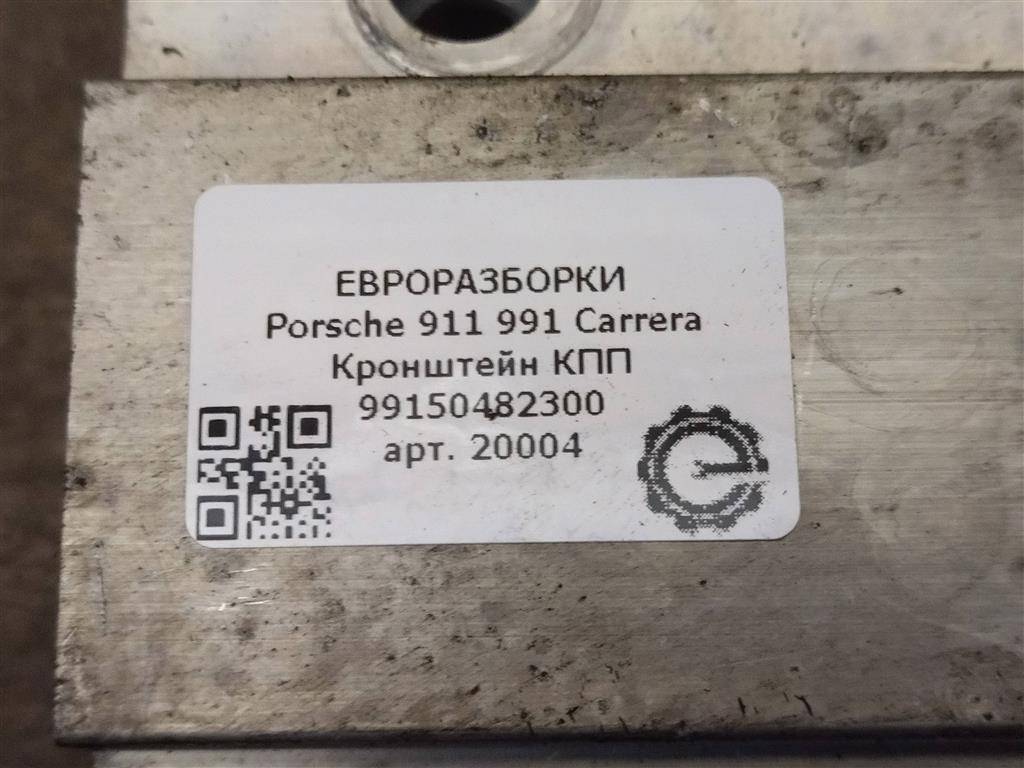 ЕВРОРАЗБОРКИ
Porsche 911 991 Carrera
Кронштейн КПП
99150482300
арт. 20004